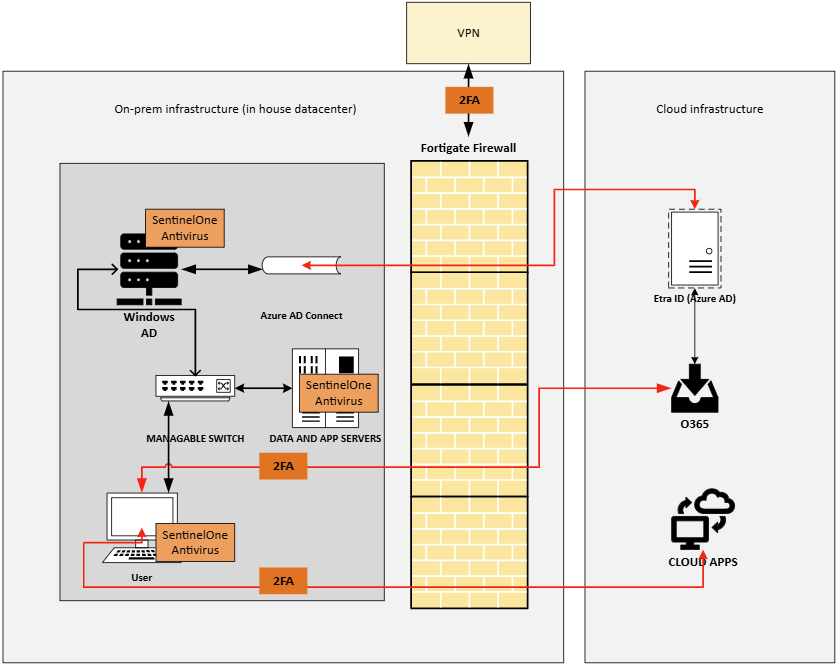 VPN
2FA
On-prem infrastructure (in house datacenter)
Cloud infrastructure
Fortigate Firewall
SentinelOne
Antivirus
Windows
AD
Azure AD Connect
Etra ID (Azure AD)
SentinelOne
Antivirus
MANAGABLE SWITCH
DATA AND APP SERVERS
O365
2FA
SentinelOne
Antivirus
User
2FA
CLOUD APPS